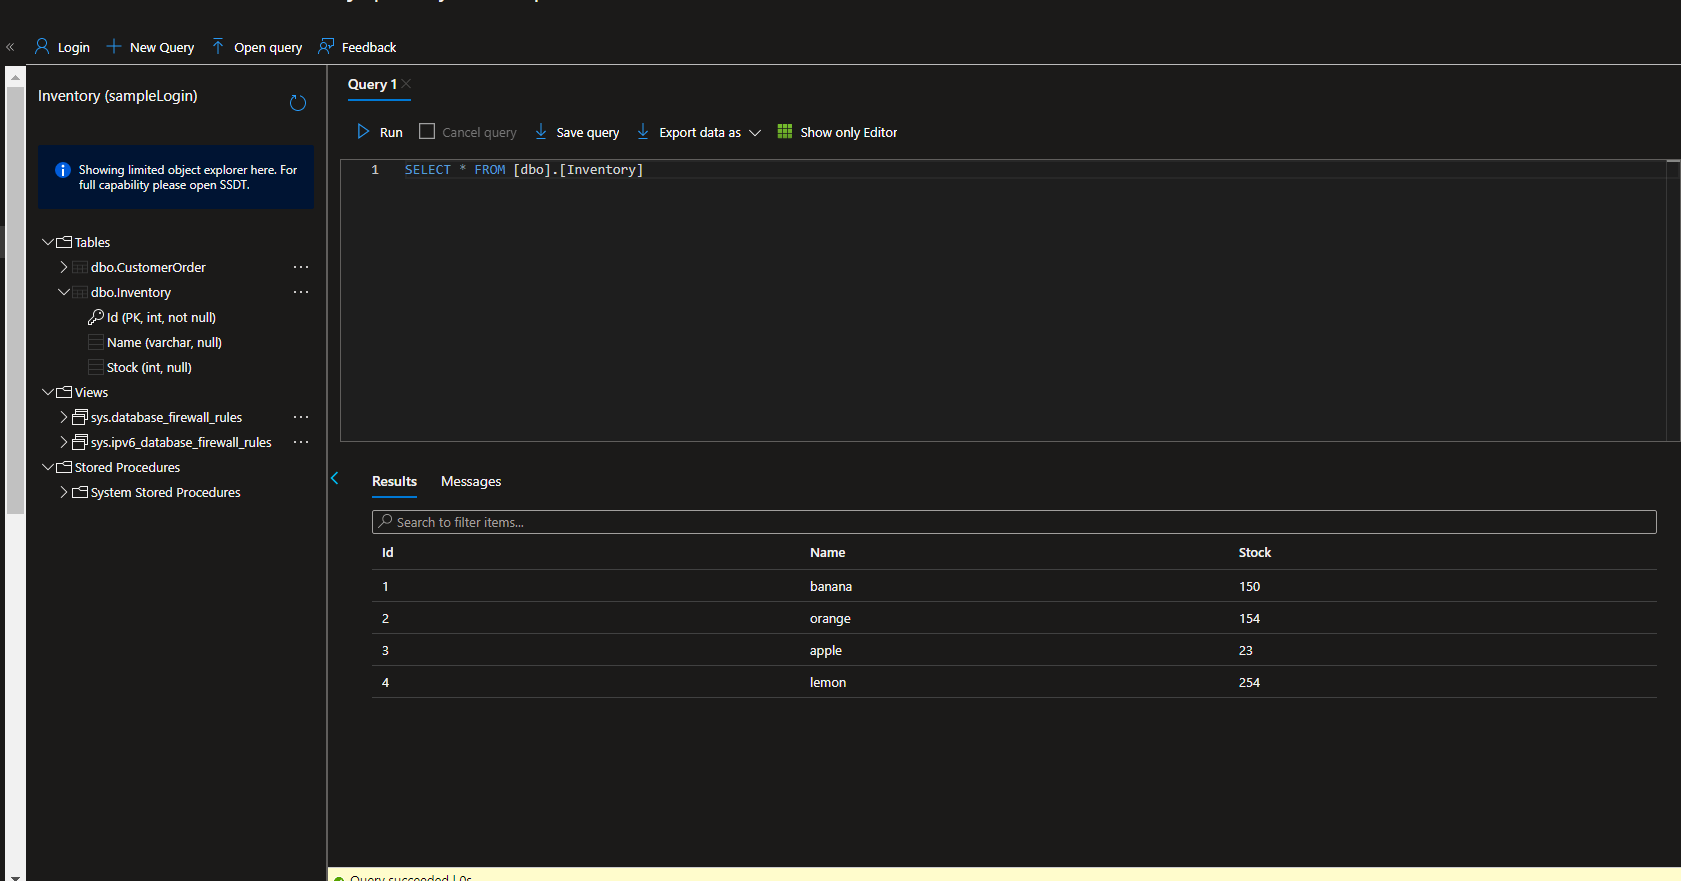 Login New Query Open query Feedback
Inventory (sampleLogin)
Showing limited object explorer here. For
full capability please open SSDT.
Tables
dbo.CustomerOrder ...
dbo.Inventory ...
Id (PK, int, not null)
Name (varchar, null)
Stock (int, null)
Views
sys.database_firewall_rules ...
sys.ipv6_database_firewall_rules ...
Stored Procedures
System Stored Procedures
Query 1
Run Cancel query Save query Export data as Show only Editor
1 SELECT * FROM [dbo].[Inventory]
Results Messages
Search to filter items...
Id Name Stock
1 banana 150
2 orange 154
3 apple 23
4 lemon 254
Query succeeded | 0s